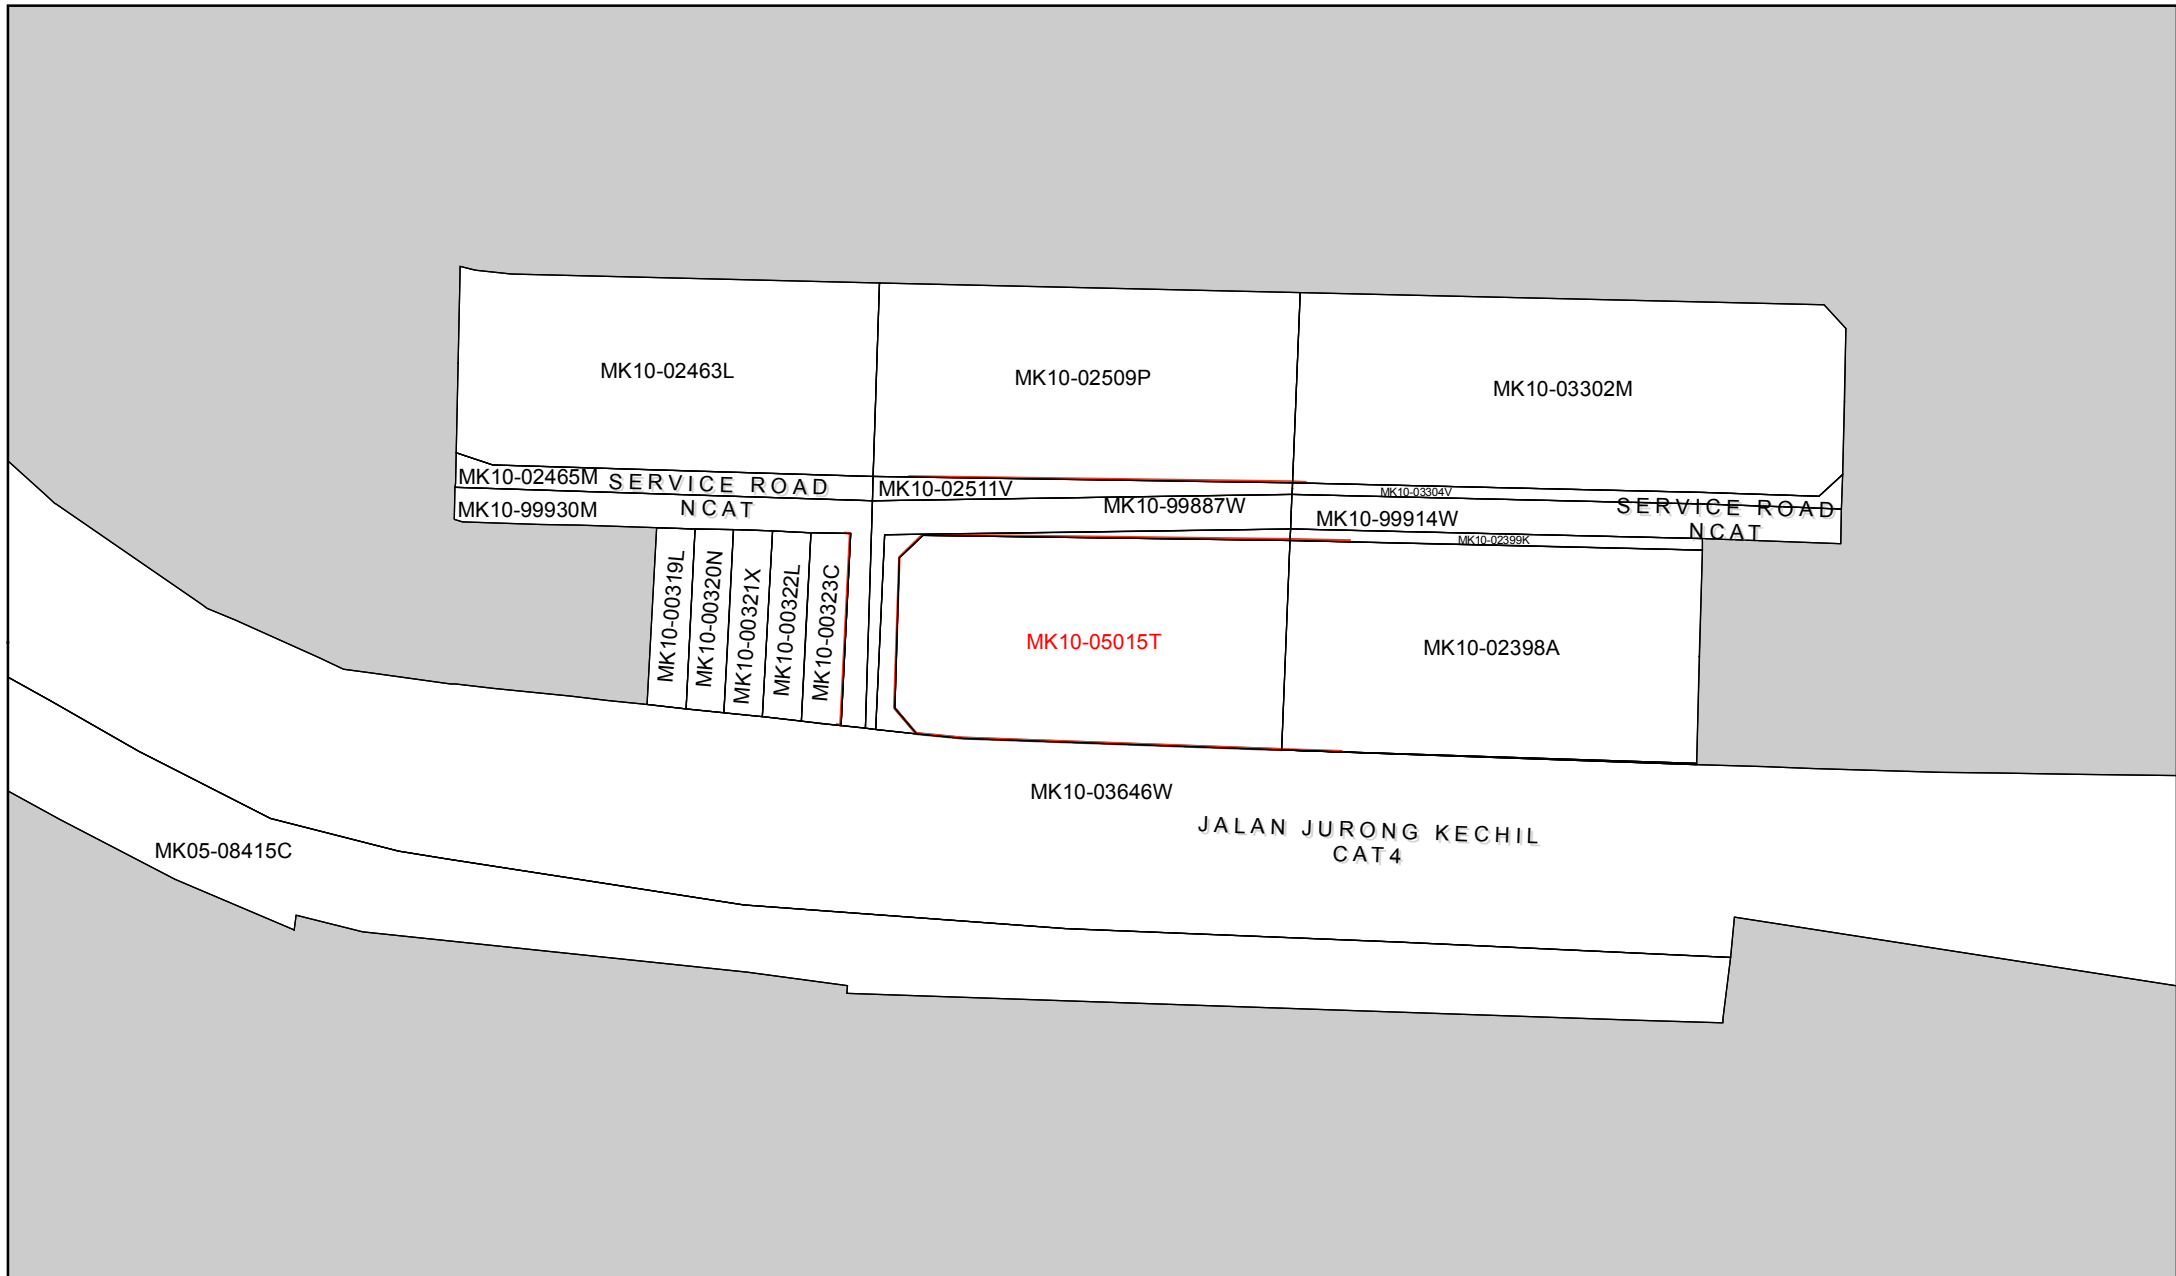 MK10-02463L
MK10-02509P
MK10-03302M
MK10-02465M
SERVICE ROAD
NCAT
MK10-02511V
MK10-03304V
MK10-99930M
MK10-99887W
MK10-99914W
SERVICE ROAD
NCAT
MK10-02399K
MK10-00319L
MK10-00320N
MK10-00321X
MK10-00322L
MK10-00323C
MK10-05015T
MK10-02398A
MK10-03646W
JALAN JURONG KECHIL
CAT4
MK05-08415C